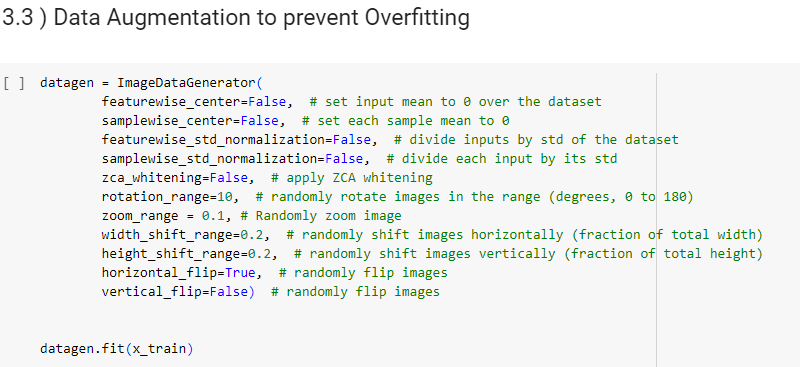 3.3 ) Data Augmentation to prevent Overfitting
[ ] datagen = ImageDataGenerator(
featurewise_center=False,  # set input mean to 0 over the dataset
samplewise_center=False,  # set each sample mean to 0
featurewise_std_normalization=False,  # divide inputs by std of the dataset
samplewise_std_normalization=False,  # divide each input by its std
zca_whitening=False,  # apply ZCA whitening
rotation_range=10,  # randomly rotate images in the range (degrees, 0 to 180)
zoom_range = 0.1, # Randomly zoom image
width_shift_range=0.2,  # randomly shift images horizontally (fraction of total width)
height_shift_range=0.2,  # randomly shift images vertically (fraction of total height)
horizontal_flip=True,  # randomly flip images
vertical_flip=False)  # randomly flip images
datagen.fit(x_train)